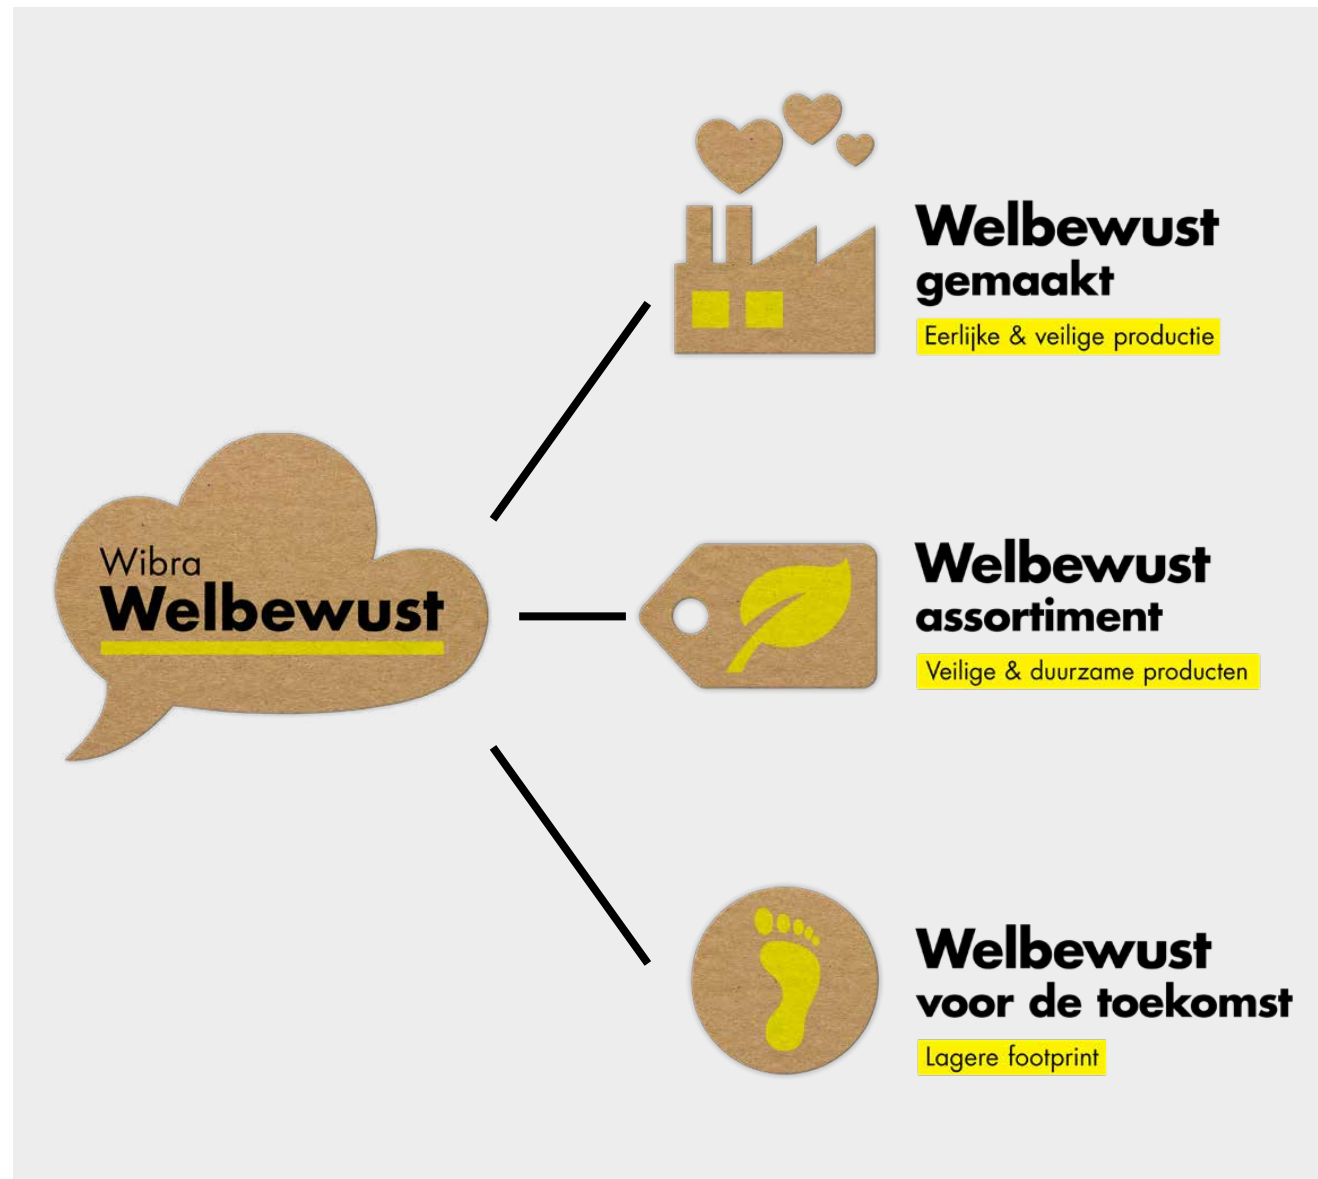 Wibra
Welbewust
Welbewust
gemaakt
Eerlijke & veilige productie
Welbewust
assortiment
Veilige & duurzame producten
Welbewust
voor de toekomst
Lagere footprint